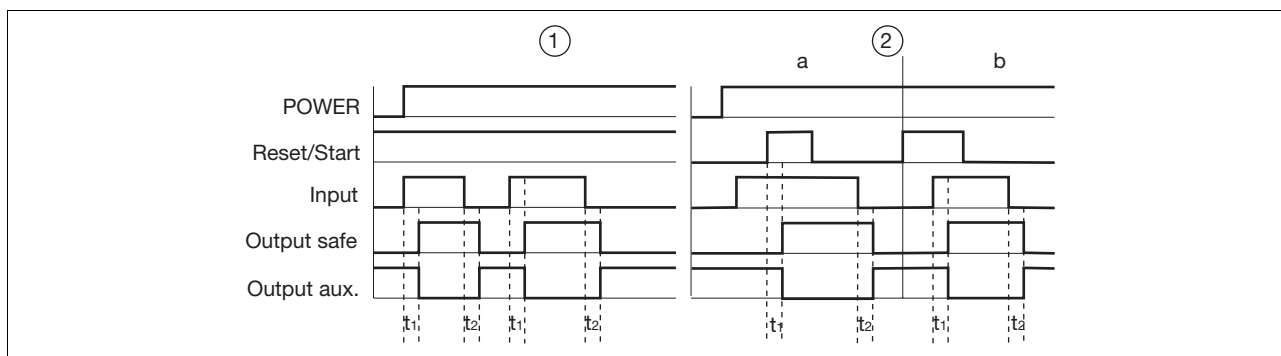 1 2
a b
POWER
Reset/Start
Input
Output safe
Output aux.
t1 t2 t1 t2 t1 t2 t1 t2